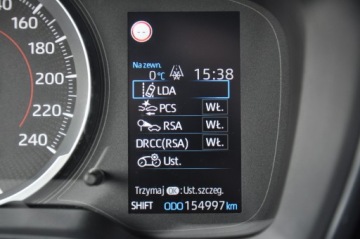 Na zewn.
0°C 15:38
LDA
PCS Wł.
RSA Wł.
DRCC(RSA) Wł.
Ust.
Trzymaj OK :Ust.szczeg.
SHIFT ODO 154997 km
160
180
200
220
240